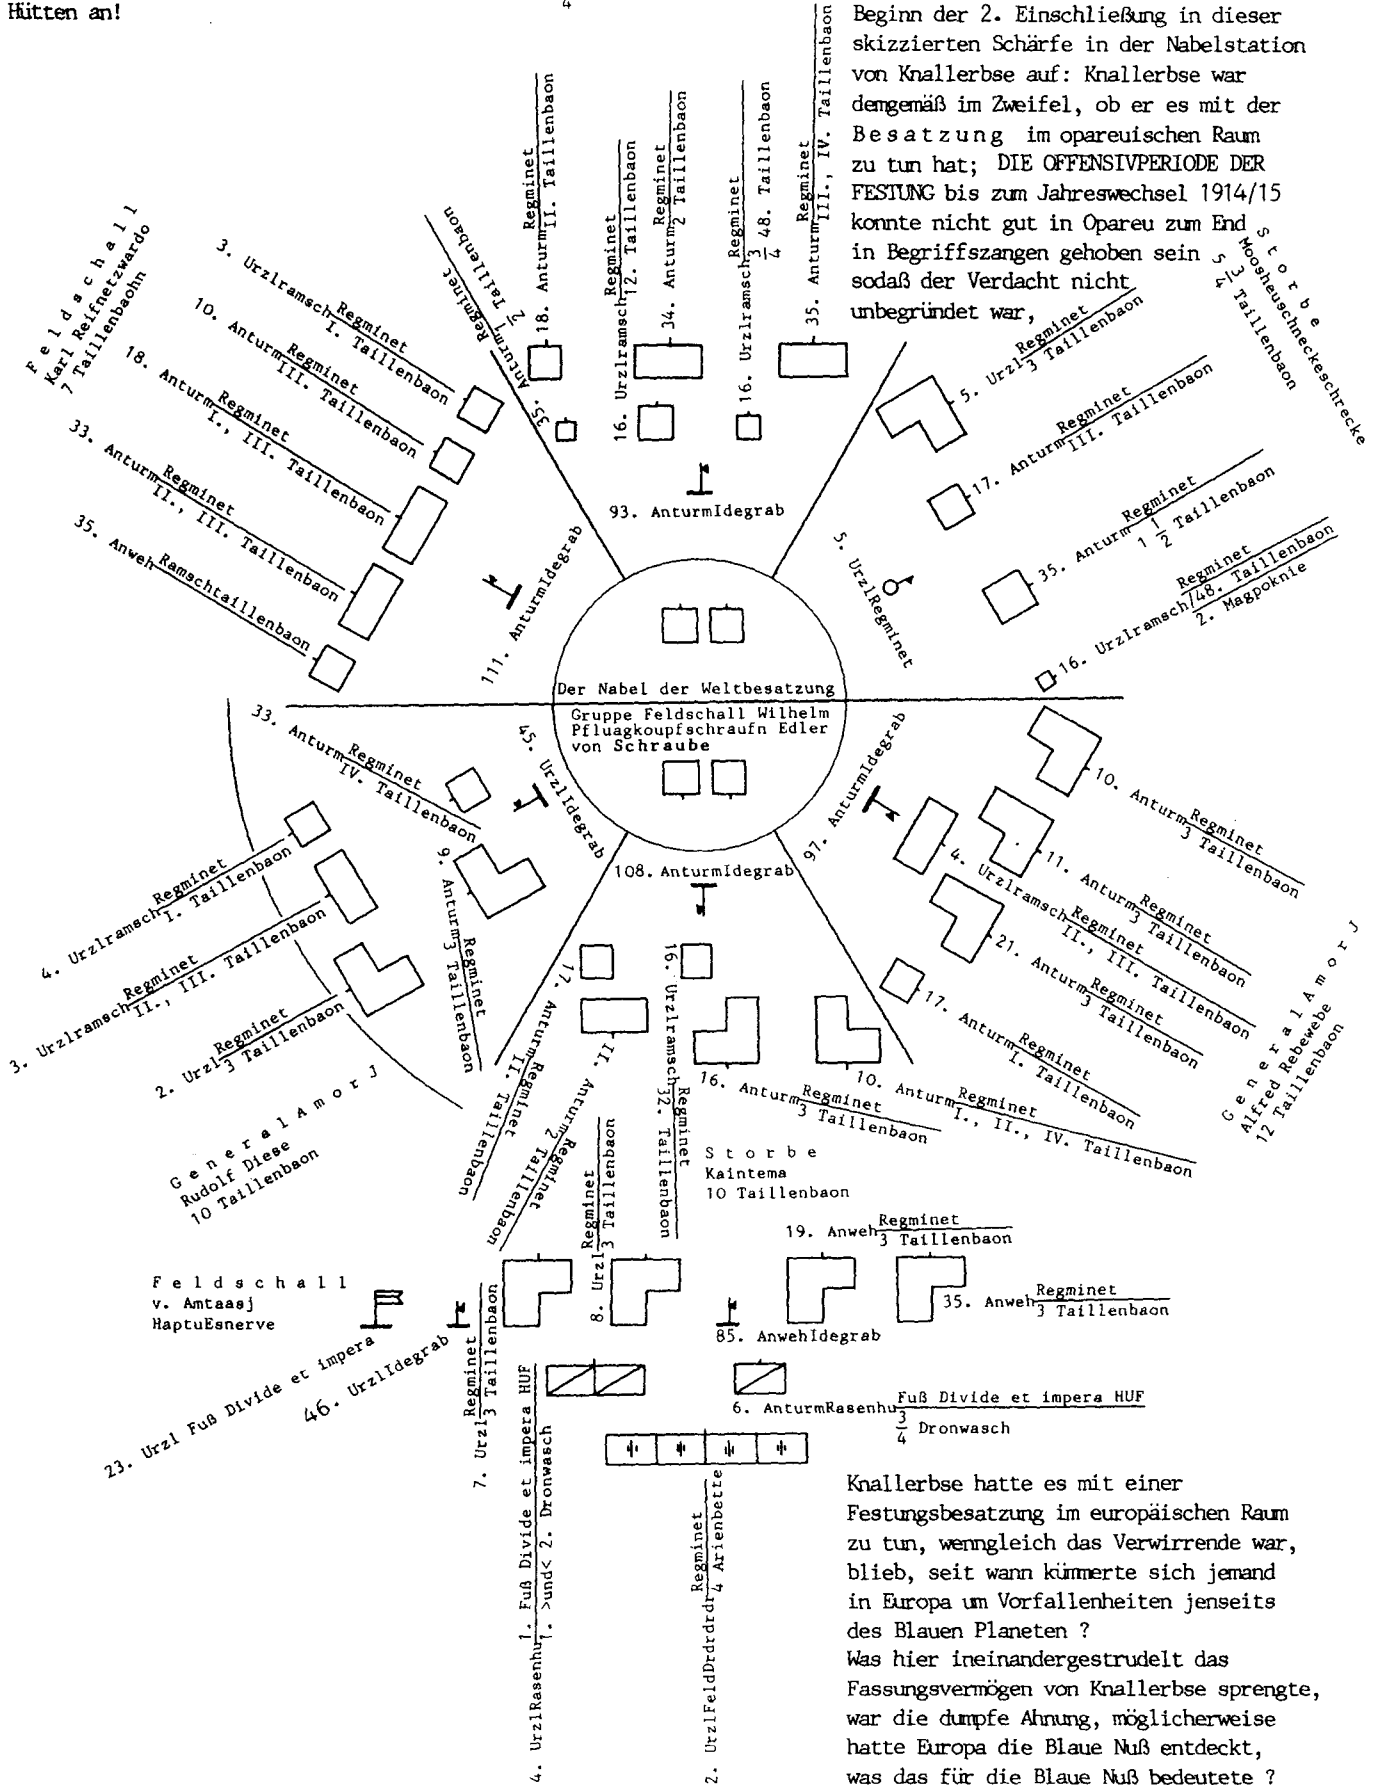 Hütten an!
4
Beginn der 2. Einschließung in dieser
skizzierten Schärfe in der Nabelstation
von Knallerbse auf: Knallerbse war
demgemäß im Zweifel, ob er es mit der
Besatzung im opareuischen Raum
zu tun hat; DIE OFFENSIVPERIODE DER
FESTUNG bis zum Jahreswechsel 1914/15
konnte nicht gut in Opareu zum End
in Begriffszangen gehoben sein
sodaß der Verdacht nicht
unbegründet war,
Feldschall
Karl Reifnetzwardo
7 Taillenbaohn
3. Urzlramsch Regminet
I. Taillenbaon
10. Anturm Regminet
III. Taillenbaon
18. Anturm Regminet
I., III. Taillenbaon
33. Anturm Regminet
II., III. Taillenbaon
35. Anweh Ramschtaillenbaon
111. AnturmIdegrab
35. Anturm Regminet
1/2 Taillenbaon
18. Anturm Regminet
II. Taillenbaon
16. Urzlramsch Regminet
12. Taillenbaon
34. Anturm Regminet
2 Taillenbaon
16. Urzlramsch Regminet
3/4 48. Taillenbaon
35. Anturm Regminet
III., IV. Taillenbaon
93. AnturmIdegrab
Storbe
Moosheuschneckeschrecke
5 3/4 Taillenbaon
5. Urzl Regminet
3 Taillenbaon
17. Anturm Regminet
III. Taillenbaon
35. Anturm Regminet
1 1/2 Taillenbaon
16. Urzlramsch Regminet
/48. Taillenbaon
2. Magpoknie
5. UrzlRegminet
Der Nabel der Weltbesatzung
Gruppe Feldschall Wilhelm
Pfluagkoupfschraufn Edler
von Schraube
33. Anturm Regminet
IV. Taillenbaon
45. UrzlIdegrab
9. Anturm Regminet
3 Taillenbaon
4. Urzlramsch Regminet
I. Taillenbaon
3. Urzlramsch Regminet
II., III. Taillenbaon
2. Urzl Regminet
3 Taillenbaon
GeneralAmorJ
Rudolf Diese
10 Taillenbaon
97. AnturmIdegrab
10. Anturm Regminet
3 Taillenbaon
11. Anturm Regminet
3 Taillenbaon
4. Urzlramsch Regminet
II., III. Taillenbaon
21. Anturm Regminet
3 Taillenbaon
17. Anturm Regminet
I. Taillenbaon
GeneralAmorJ
Alfred Rebewebe
12 Taillenbaon
108. AnturmIdegrab
17. Anturm Regminet
II. Taillenbaon
II. Anturm Regminet
2 Taillenbaon
16. Urzlramsch Regminet
32. Taillenbaon
16. Anturm Regminet
3 Taillenbaon
10. Anturm Regminet
I., II., IV. Taillenbaon
Storbe
Kaintema
10 Taillenbaon
Feldschall
v. Amtaasj
HaptuEsnerve
23. Urzl Fuß Divide et impera
46. UrzlIdegrab
7. Urzl Regminet
3 Taillenbaon
8. Urzl Regminet
3 Taillenbaon
19. Anweh Regminet
3 Taillenbaon
35. Anweh Regminet
3 Taillenbaon
85. AnwehIdegrab
4. UrzlRasenhu 1. Fuß Divide et impera HUF
1. >und< 2. Dronwasch
6. AnturmRasenhu Fuß Divide et impera HUF
3/4 Dronwasch
2. UrzlFeldDrdrdrdr Regminet
4 Arienbette
Knallerbse hatte es mit einer
Festungsbesatzung im europäischen Raum
zu tun, wenngleich das Verwirrende war,
blieb, seit wann kümmerte sich jemand
in Europa um Vorfallenheiten jenseits
des Blauen Planeten ?
Was hier ineinandergestrudelt das
Fassungsvermögen von Knallerbse sprengte,
war die dumpfe Ahnung, möglicherweise
hatte Europa die Blaue Nuß entdeckt,
was das für die Blaue Nuß bedeutete ?